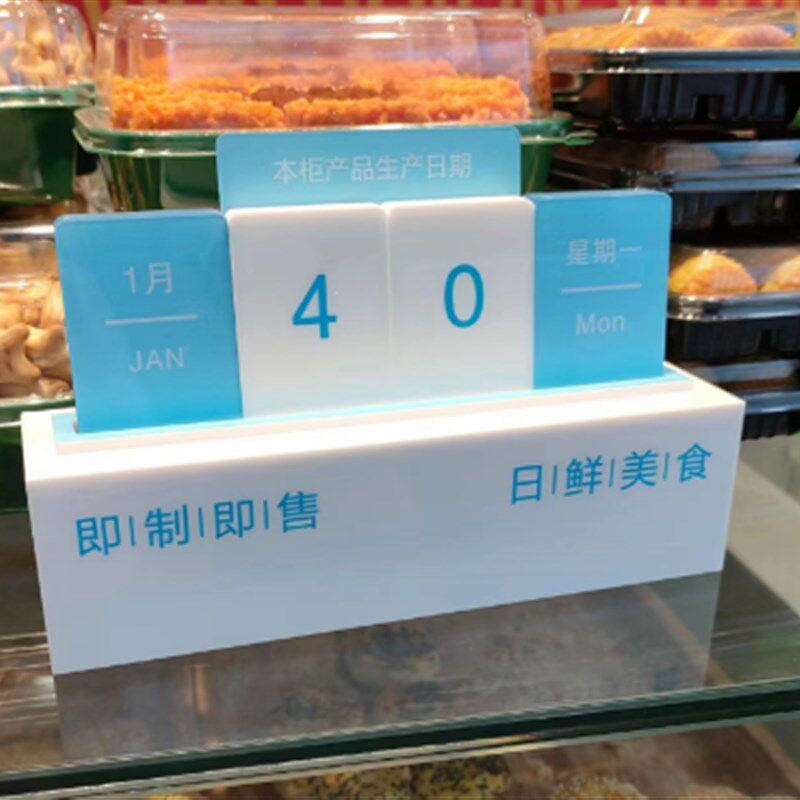 本柜产品生产日期
1月
JAN
4 0
星期一
Mon
即|制|即|售
日|鲜|美|食